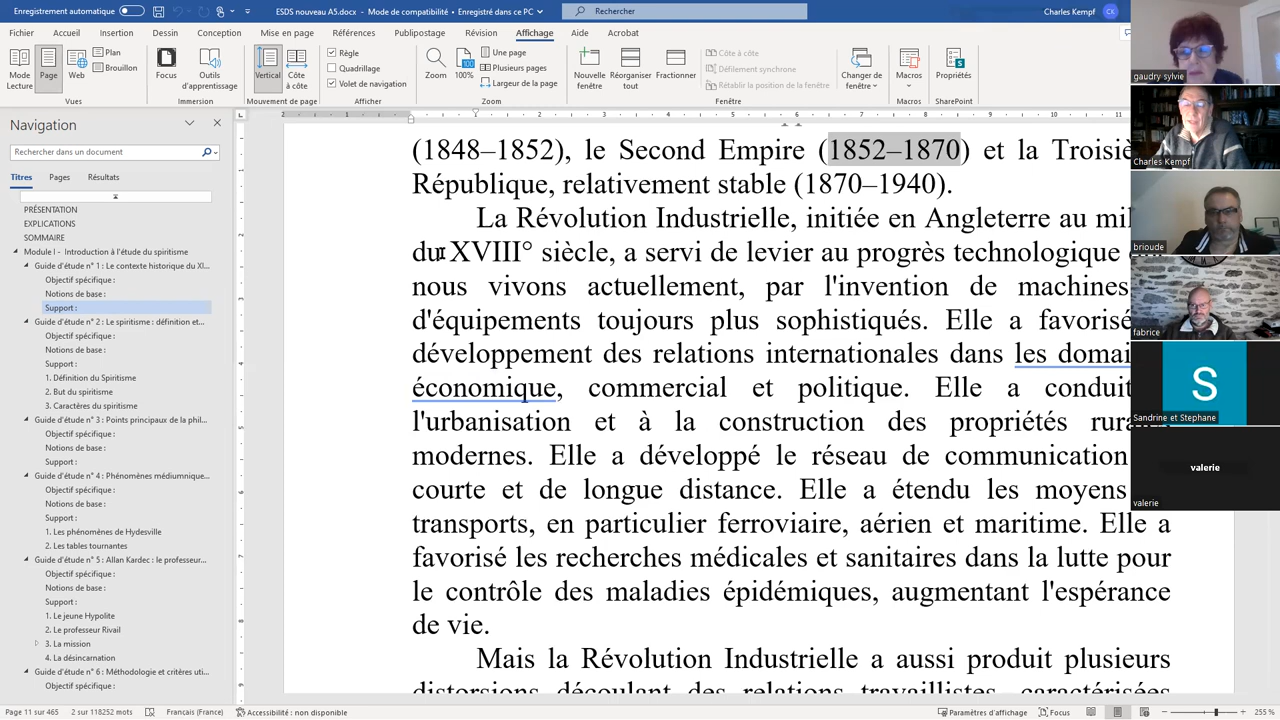 Enregistrement automatique
ESDS nouveau A5.docx - Mode de compatibilité • Enregistré dans ce PC
Rechercher
Charles Kempf
CK
Fichier Accueil Insertion Dessin Conception Mise en page Références Publipostage Révision Affichage Aide Acrobat
Mode Lecture
Page
Web
Plan
Brouillon
Vues
Focus
Outils d'apprentissage
Immersion
Vertical
Côte à côte
Mouvement de page
Règle
Quadrillage
Volet de navigation
Afficher
Zoom
100%
Une page
Plusieurs pages
Largeur de la page
Zoom
Nouvelle fenêtre
Réorganiser tout
Fractionner
Côte à côte
Défilement synchrone
Rétablir la position de la fenêtre
Fenêtre
Changer de fenêtre
Macros
Macros
Propriétés
SharePoint
Navigation
Rechercher dans un document
Titres Pages Résultats
PRÉSENTATION
EXPLICATIONS
SOMMAIRE
Module I - Introduction à l'étude du spiritisme
Guide d'étude n° 1 : Le contexte historique du XI...
Objectif spécifique :
Notions de base :
Support :
Guide d'étude n° 2 : Le spiritisme : définition et...
Objectif spécifique :
Notions de base :
Support :
1. Définition du Spiritisme
2. But du spiritisme
3. Caractères du spiritisme
Guide d'étude n° 3 : Points principaux de la phil...
Objectif spécifique :
Notions de base :
Support :
Guide d'étude n° 4 : Phénomènes médiumnique...
Objectif spécifique :
Notions de base :
Support :
1. Les phénomènes de Hydesville
2. Les tables tournantes
Guide d'étude n° 5 : Allan Kardec : le professeur...
Objectif spécifique :
Notions de base :
Support :
1. Le jeune Hypolite
2. Le professeur Rivail
3. La mission
4. La désincarnation
Guide d'étude n° 6 : Méthodologie et critères uti...
Objectif spécifique :
(1848–1852), le Second Empire (1852–1870) et la Troisiè
République, relativement stable (1870–1940).
La Révolution Industrielle, initiée en Angleterre au mil
du XVIII° siècle, a servi de levier au progrès technologique
nous vivons actuellement, par l'invention de machines
d'équipements toujours plus sophistiqués. Elle a favorisé
développement des relations internationales dans les domai
économique, commercial et politique. Elle a conduit
l'urbanisation et à la construction des propriétés rura
modernes. Elle a développé le réseau de communication
courte et de longue distance. Elle a étendu les moyens
transports, en particulier ferroviaire, aérien et maritime. Elle a
favorisé les recherches médicales et sanitaires dans la lutte pour
le contrôle des maladies épidémiques, augmentant l'espérance
de vie.
Mais la Révolution Industrielle a aussi produit plusieurs
distorsions découlant des relations travaillistes, caractérisées
gaudry sylvie
Charles Kempf
brioude
fabrice
S
Sandrine et Stephane
valerie
valerie
Page 11 sur 465 2 sur 118252 mots Français (France) Accessibilité : non disponible
Paramètres d'affichage Focus 255 %